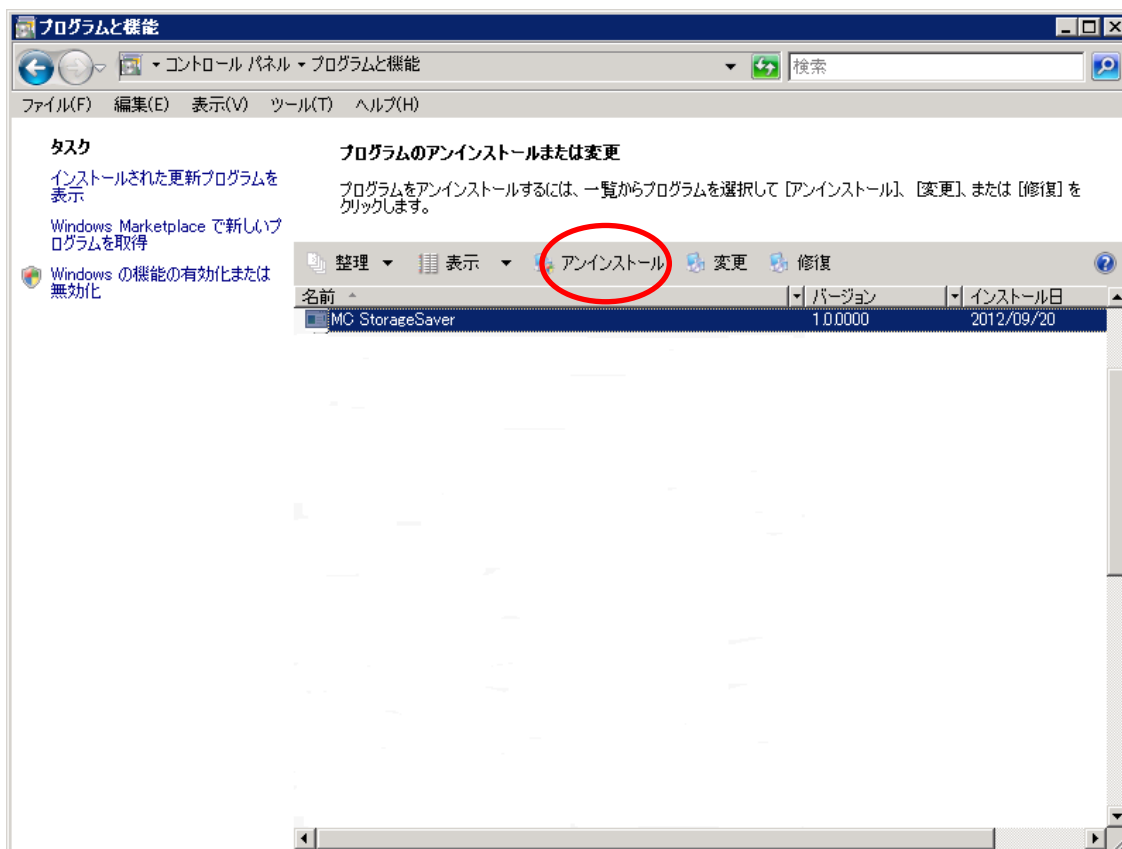 プログラムと機能
コントロール パネル プログラムと機能
検索
ファイル(F) 編集(E) 表示(V) ツール(T) ヘルプ(H)
タスク
インストールされた更新プログラムを
表示
Windows Marketplace で新しいプ
ログラムを取得
Windows の機能の有効化または
無効化
プログラムのアンインストールまたは変更
プログラムをアンインストールするには、一覧からプログラムを選択して [アンインストール]、[変更]、または [修復] を
クリックします。
整理 表示 アンインストール 変更 修復
名前 バージョン インストール日
MC StorageSaver 1.0.0000 2012/09/20